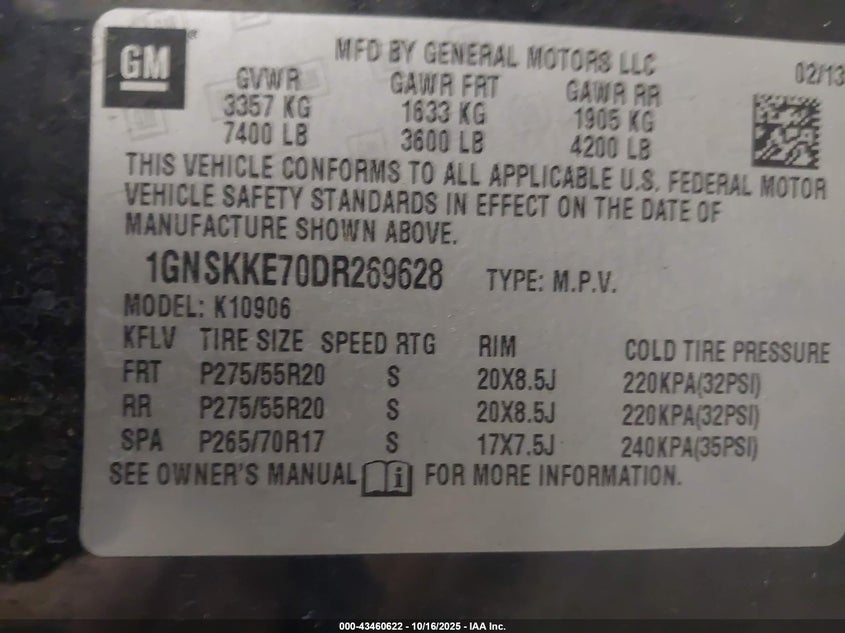 GM
MFD BY GENERAL MOTORS LLC
02/13
GVWR GAWR FRT GAWR RR
3357 KG 1633 KG 1905 KG
7400 LB 3600 LB 4200 LB
THIS VEHICLE CONFORMS TO ALL APPLICABLE U.S. FEDERAL MOTOR
VEHICLE SAFETY STANDARDS IN EFFECT ON THE DATE OF
MANUFACTURE SHOWN ABOVE.
1GNSKKE70DR269628 TYPE: M.P.V.
MODEL: K10906
KFLV TIRE SIZE SPEED RTG RIM COLD TIRE PRESSURE
FRT P275/55R20 S 20X8.5J 220KPA(32PSI)
RR P275/55R20 S 20X8.5J 220KPA(32PSI)
SPA P265/70R17 S 17X7.5J 240KPA(35PSI)
SEE OWNER'S MANUAL FOR MORE INFORMATION.
000-43460622 - 10/16/2025 - IAA Inc.